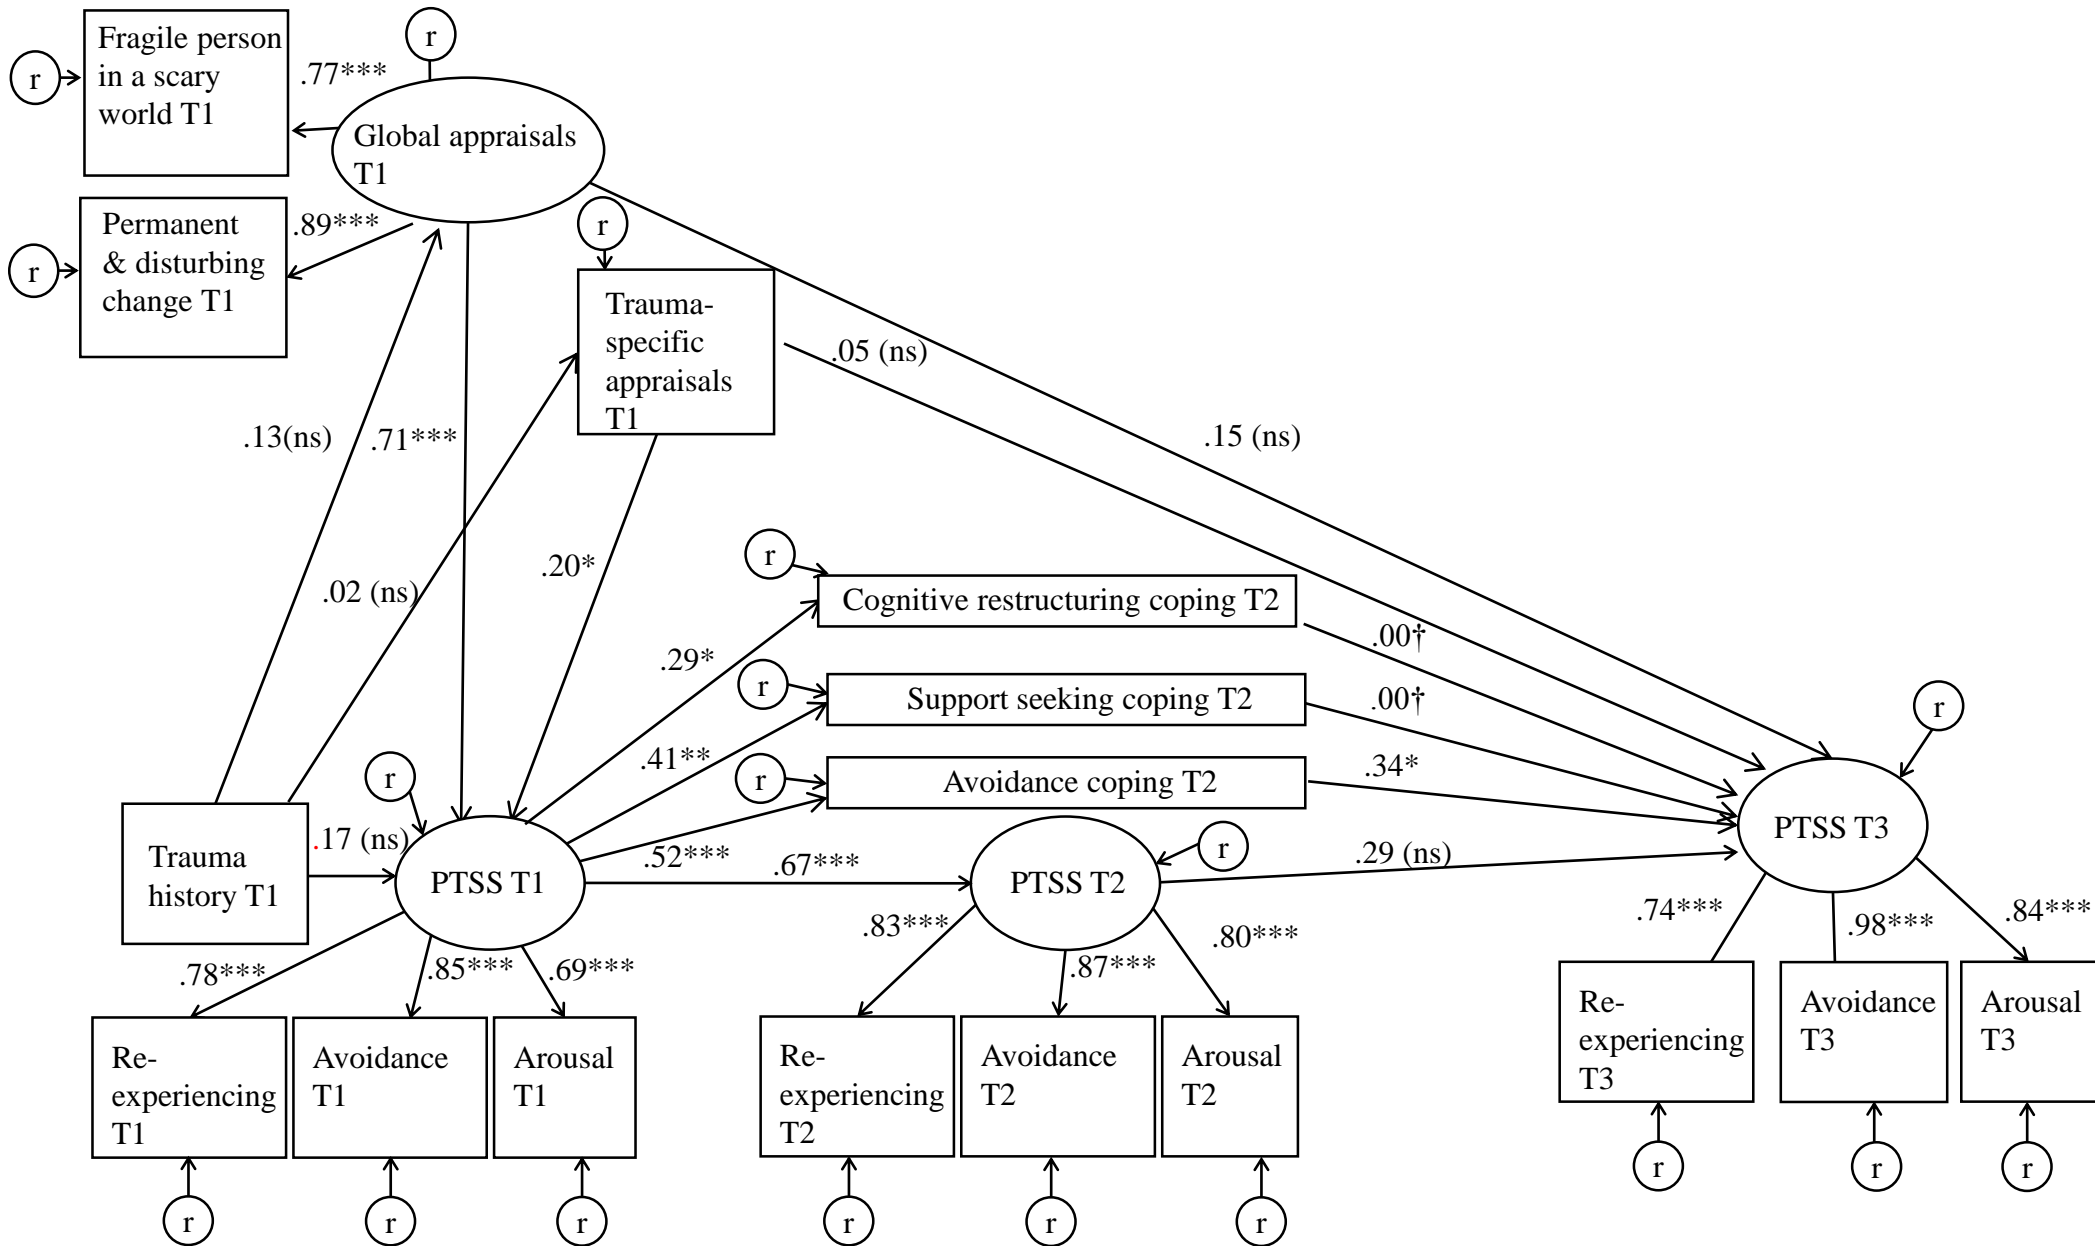 Fragile person
in a scary
world T1
r
.77***
r
Global appraisals
T1
Permanent
& disturbing
change T1
r
.89***
r
Trauma-
specific
appraisals
T1
.05 (ns)
.15 (ns)
.13(ns)
.71***
.02 (ns)
.20*
r
Cognitive restructuring coping T2
.29*
.00†
r
Support seeking coping T2
.41**
.00†
r
Avoidance coping T2
.52***
.34*
r
Trauma
history T1
.17 (ns)
r
PTSS T1
.67***
PTSS T2
r
.29 (ns)
PTSS T3
r
.78***
.85***
.69***
.83***
.87***
.80***
.74***
.98***
.84***
Re-
experiencing
T1
Avoidance
T1
Arousal
T1
Re-
experiencing
T2
Avoidance
T2
Arousal
T2
Re-
experiencing
T3
Avoidance
T3
Arousal
T3
r
r
r
r
r
r
r
r
r